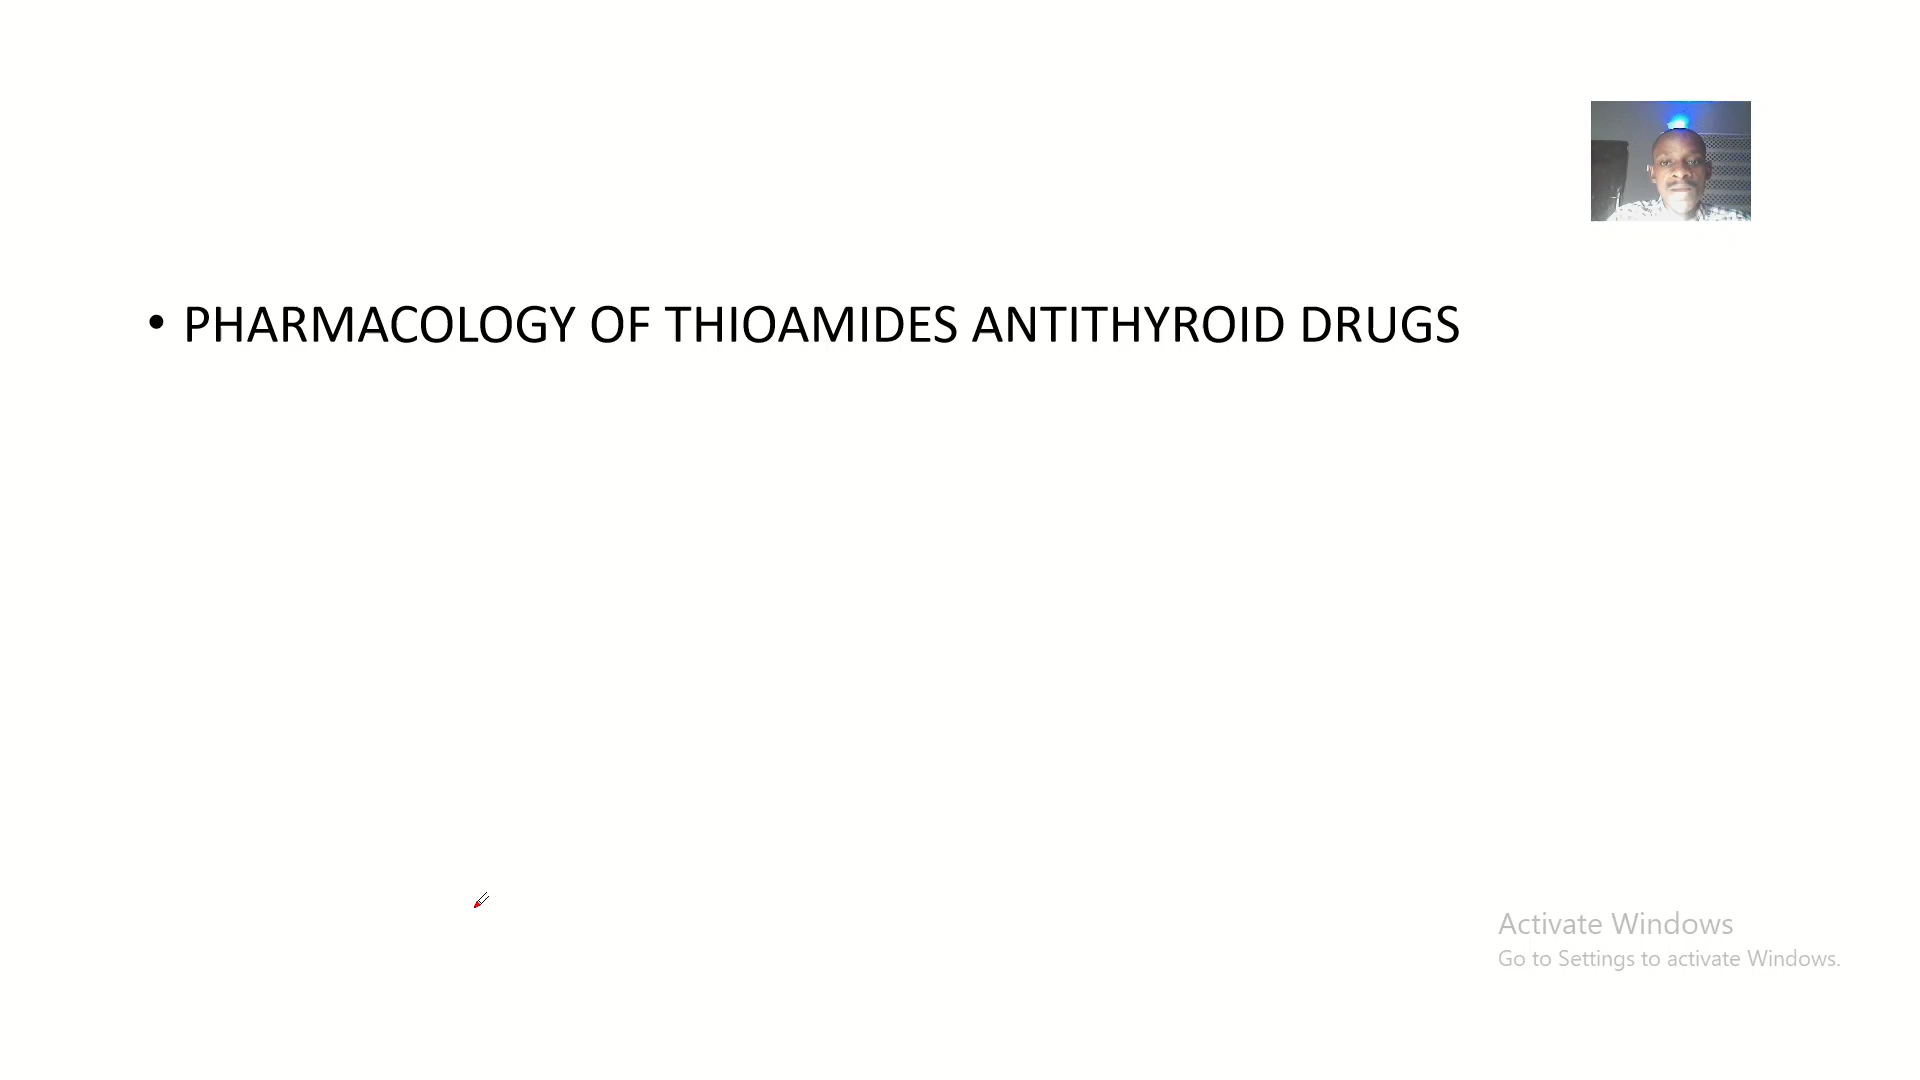 • PHARMACOLOGY OF THIOAMIDES ANTITHYROID DRUGS
Activate Windows
Go to Settings to activate Windows.